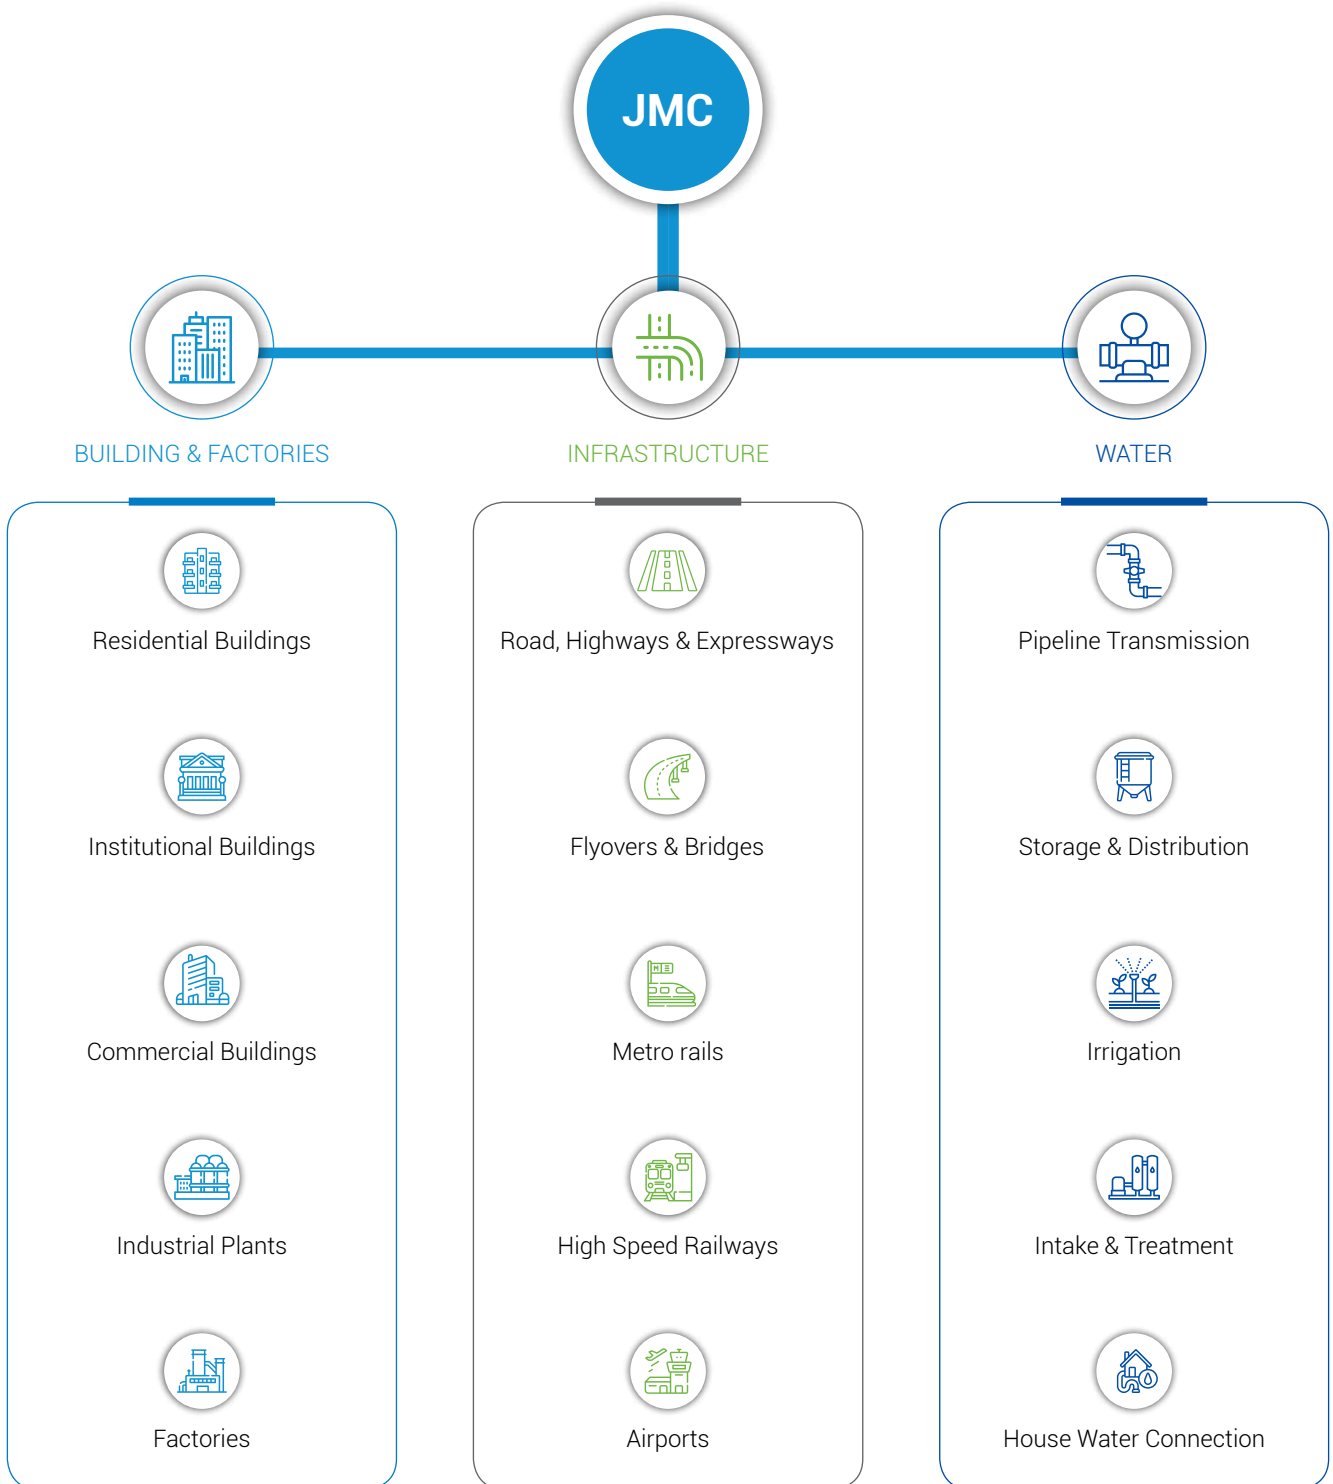 JMC
BUILDING & FACTORIES
Residential Buildings
Institutional Buildings
Commercial Buildings
Industrial Plants
Factories
INFRASTRUCTURE
Road, Highways & Expressways
Flyovers & Bridges
Metro rails
High Speed Railways
Airports
WATER
Pipeline Transmission
Storage & Distribution
Irrigation
Intake & Treatment
House Water Connection